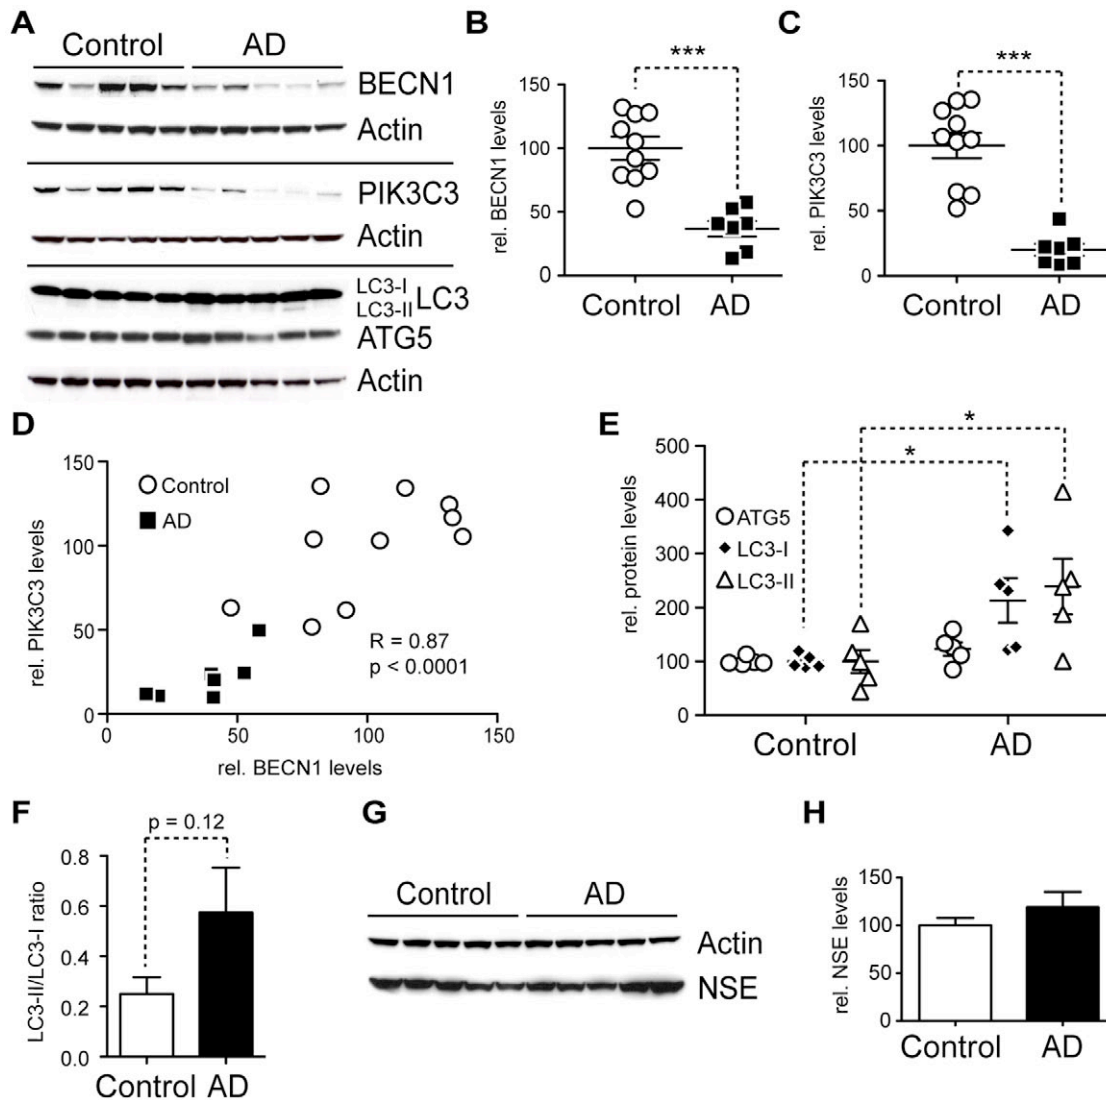 A
Control AD
BECN1
Actin
PIK3C3
Actin
LC3-I
LC3-II LC3
ATG5
Actin
B
***
rel. BECN1 levels
150
100
50
0
Control AD
C
***
rel. PIK3C3 levels
150
100
50
0
Control AD
D
rel. PIK3C3 levels
150
100
50
0
Control
AD
R = 0.87
p < 0.0001
0 50 100 150
rel. BECN1 levels
E
*
*
rel. protein levels
500
400
300
200
100
0
ATG5
LC3-I
LC3-II
Control AD
F
p = 0.12
LC3-II/LC3-I ratio
0.8
0.6
0.4
0.2
0.0
Control AD
G
Control AD
Actin
NSE
H
rel. NSE levels
150
100
50
0
Control AD